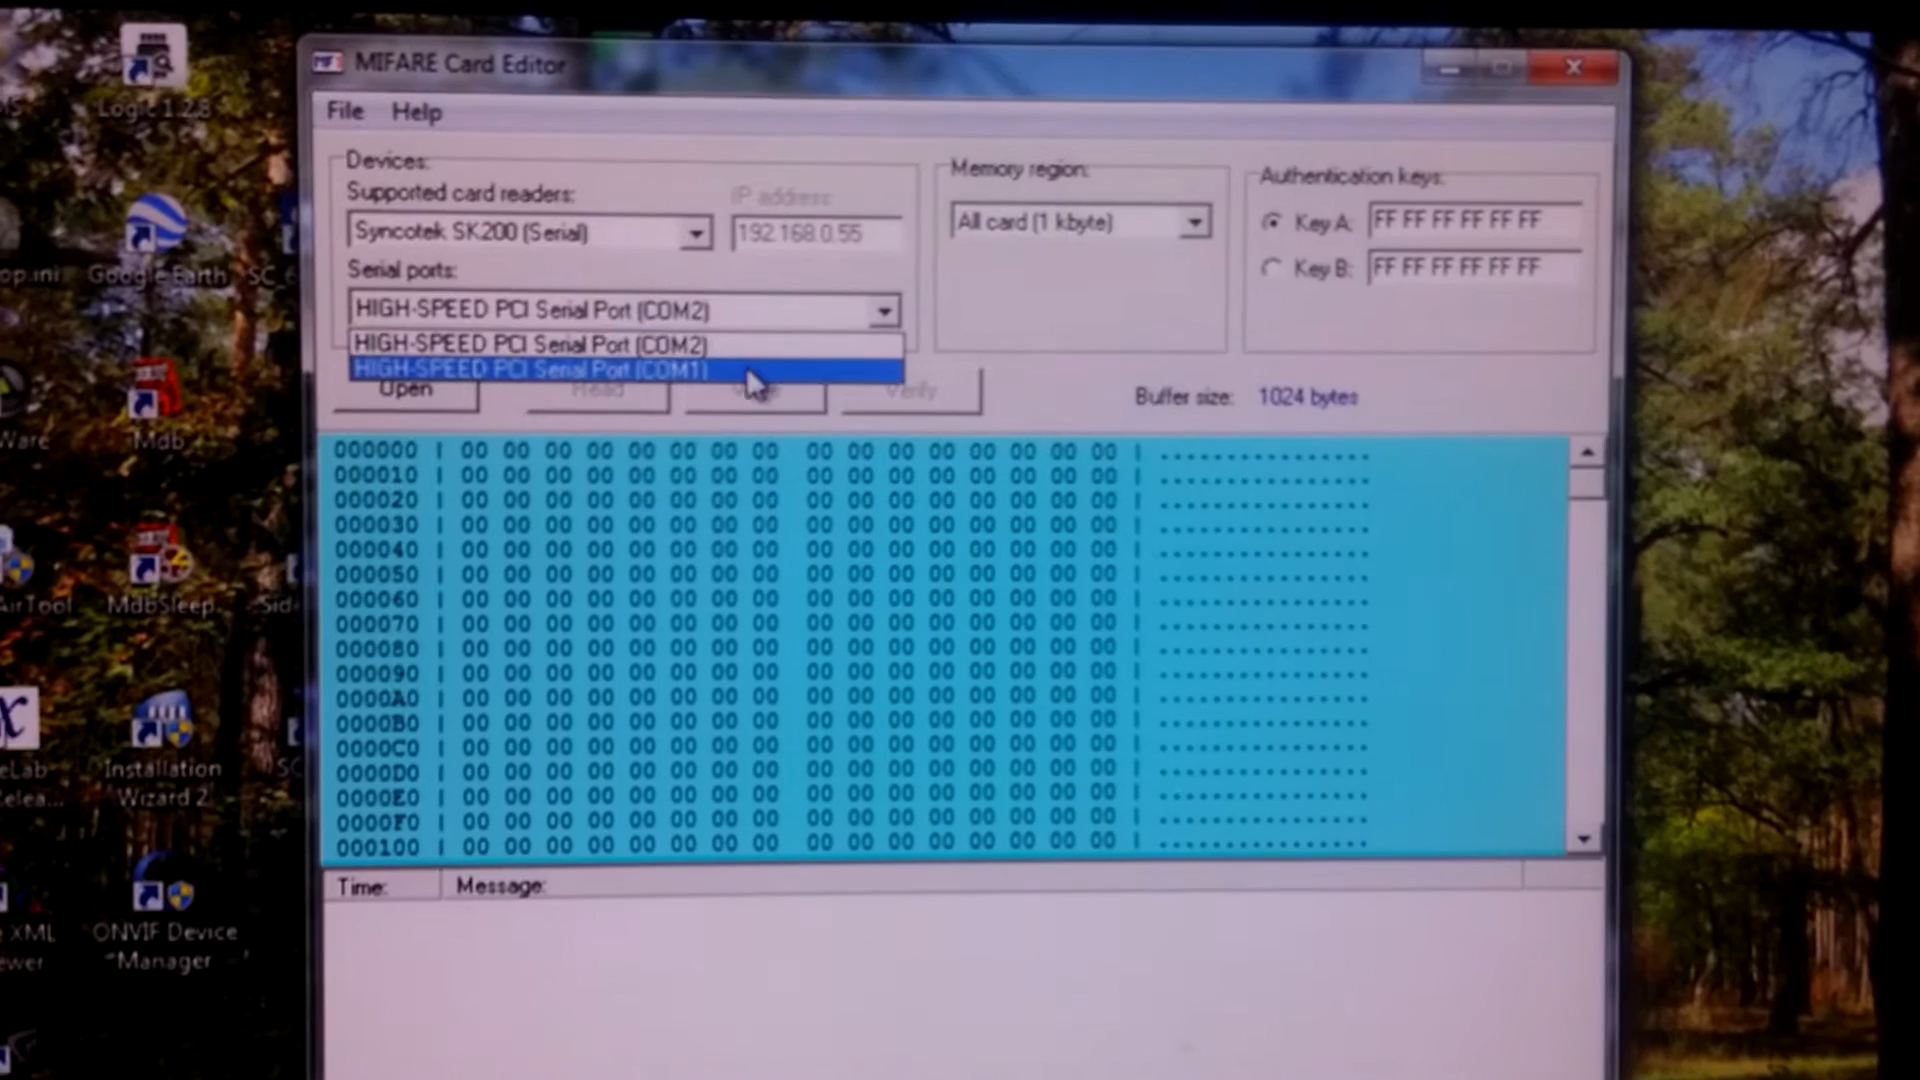 MIFARE Card Editor
File Help
Devices:
Supported card readers:
IP address:
Syncotek SK200 (Serial)
192.168.0.55
Serial ports:
HIGH-SPEED PCI Serial Port (COM2)
HIGH-SPEED PCI Serial Port (COM2)
HIGH-SPEED PCI Serial Port (COM1)
Memory region:
All card (1 kbyte)
Authentication keys:
Key A: FF FF FF FF FF FF
Key B: FF FF FF FF FF FF
Open Read Verify
Buffer size: 1024 bytes
000000 | 00 00 00 00 00 00 00 00 00 00 00 00 00 00 00 00 | ................
000010 | 00 00 00 00 00 00 00 00 00 00 00 00 00 00 00 00 | ................
000020 | 00 00 00 00 00 00 00 00 00 00 00 00 00 00 00 00 | ................
000030 | 00 00 00 00 00 00 00 00 00 00 00 00 00 00 00 00 | ................
000040 | 00 00 00 00 00 00 00 00 00 00 00 00 00 00 00 00 | ................
000050 | 00 00 00 00 00 00 00 00 00 00 00 00 00 00 00 00 | ................
000060 | 00 00 00 00 00 00 00 00 00 00 00 00 00 00 00 00 | ................
000070 | 00 00 00 00 00 00 00 00 00 00 00 00 00 00 00 00 | ................
000080 | 00 00 00 00 00 00 00 00 00 00 00 00 00 00 00 00 | ................
000090 | 00 00 00 00 00 00 00 00 00 00 00 00 00 00 00 00 | ................
0000A0 | 00 00 00 00 00 00 00 00 00 00 00 00 00 00 00 00 | ................
0000B0 | 00 00 00 00 00 00 00 00 00 00 00 00 00 00 00 00 | ................
0000C0 | 00 00 00 00 00 00 00 00 00 00 00 00 00 00 00 00 | ................
0000D0 | 00 00 00 00 00 00 00 00 00 00 00 00 00 00 00 00 | ................
0000E0 | 00 00 00 00 00 00 00 00 00 00 00 00 00 00 00 00 | ................
0000F0 | 00 00 00 00 00 00 00 00 00 00 00 00 00 00 00 00 | ................
000100 | 00 00 00 00 00 00 00 00 00 00 00 00 00 00 00 00 | ................
Time: Message:
Logic 1.2.8
op.ini
Google Earth
SC_6
Ware
Mdb
AirTool
MdbSleep
Sid
eLab
elea...
Installation
Wizard 2
SC
XML
ewer
ONVIF Device
Manager